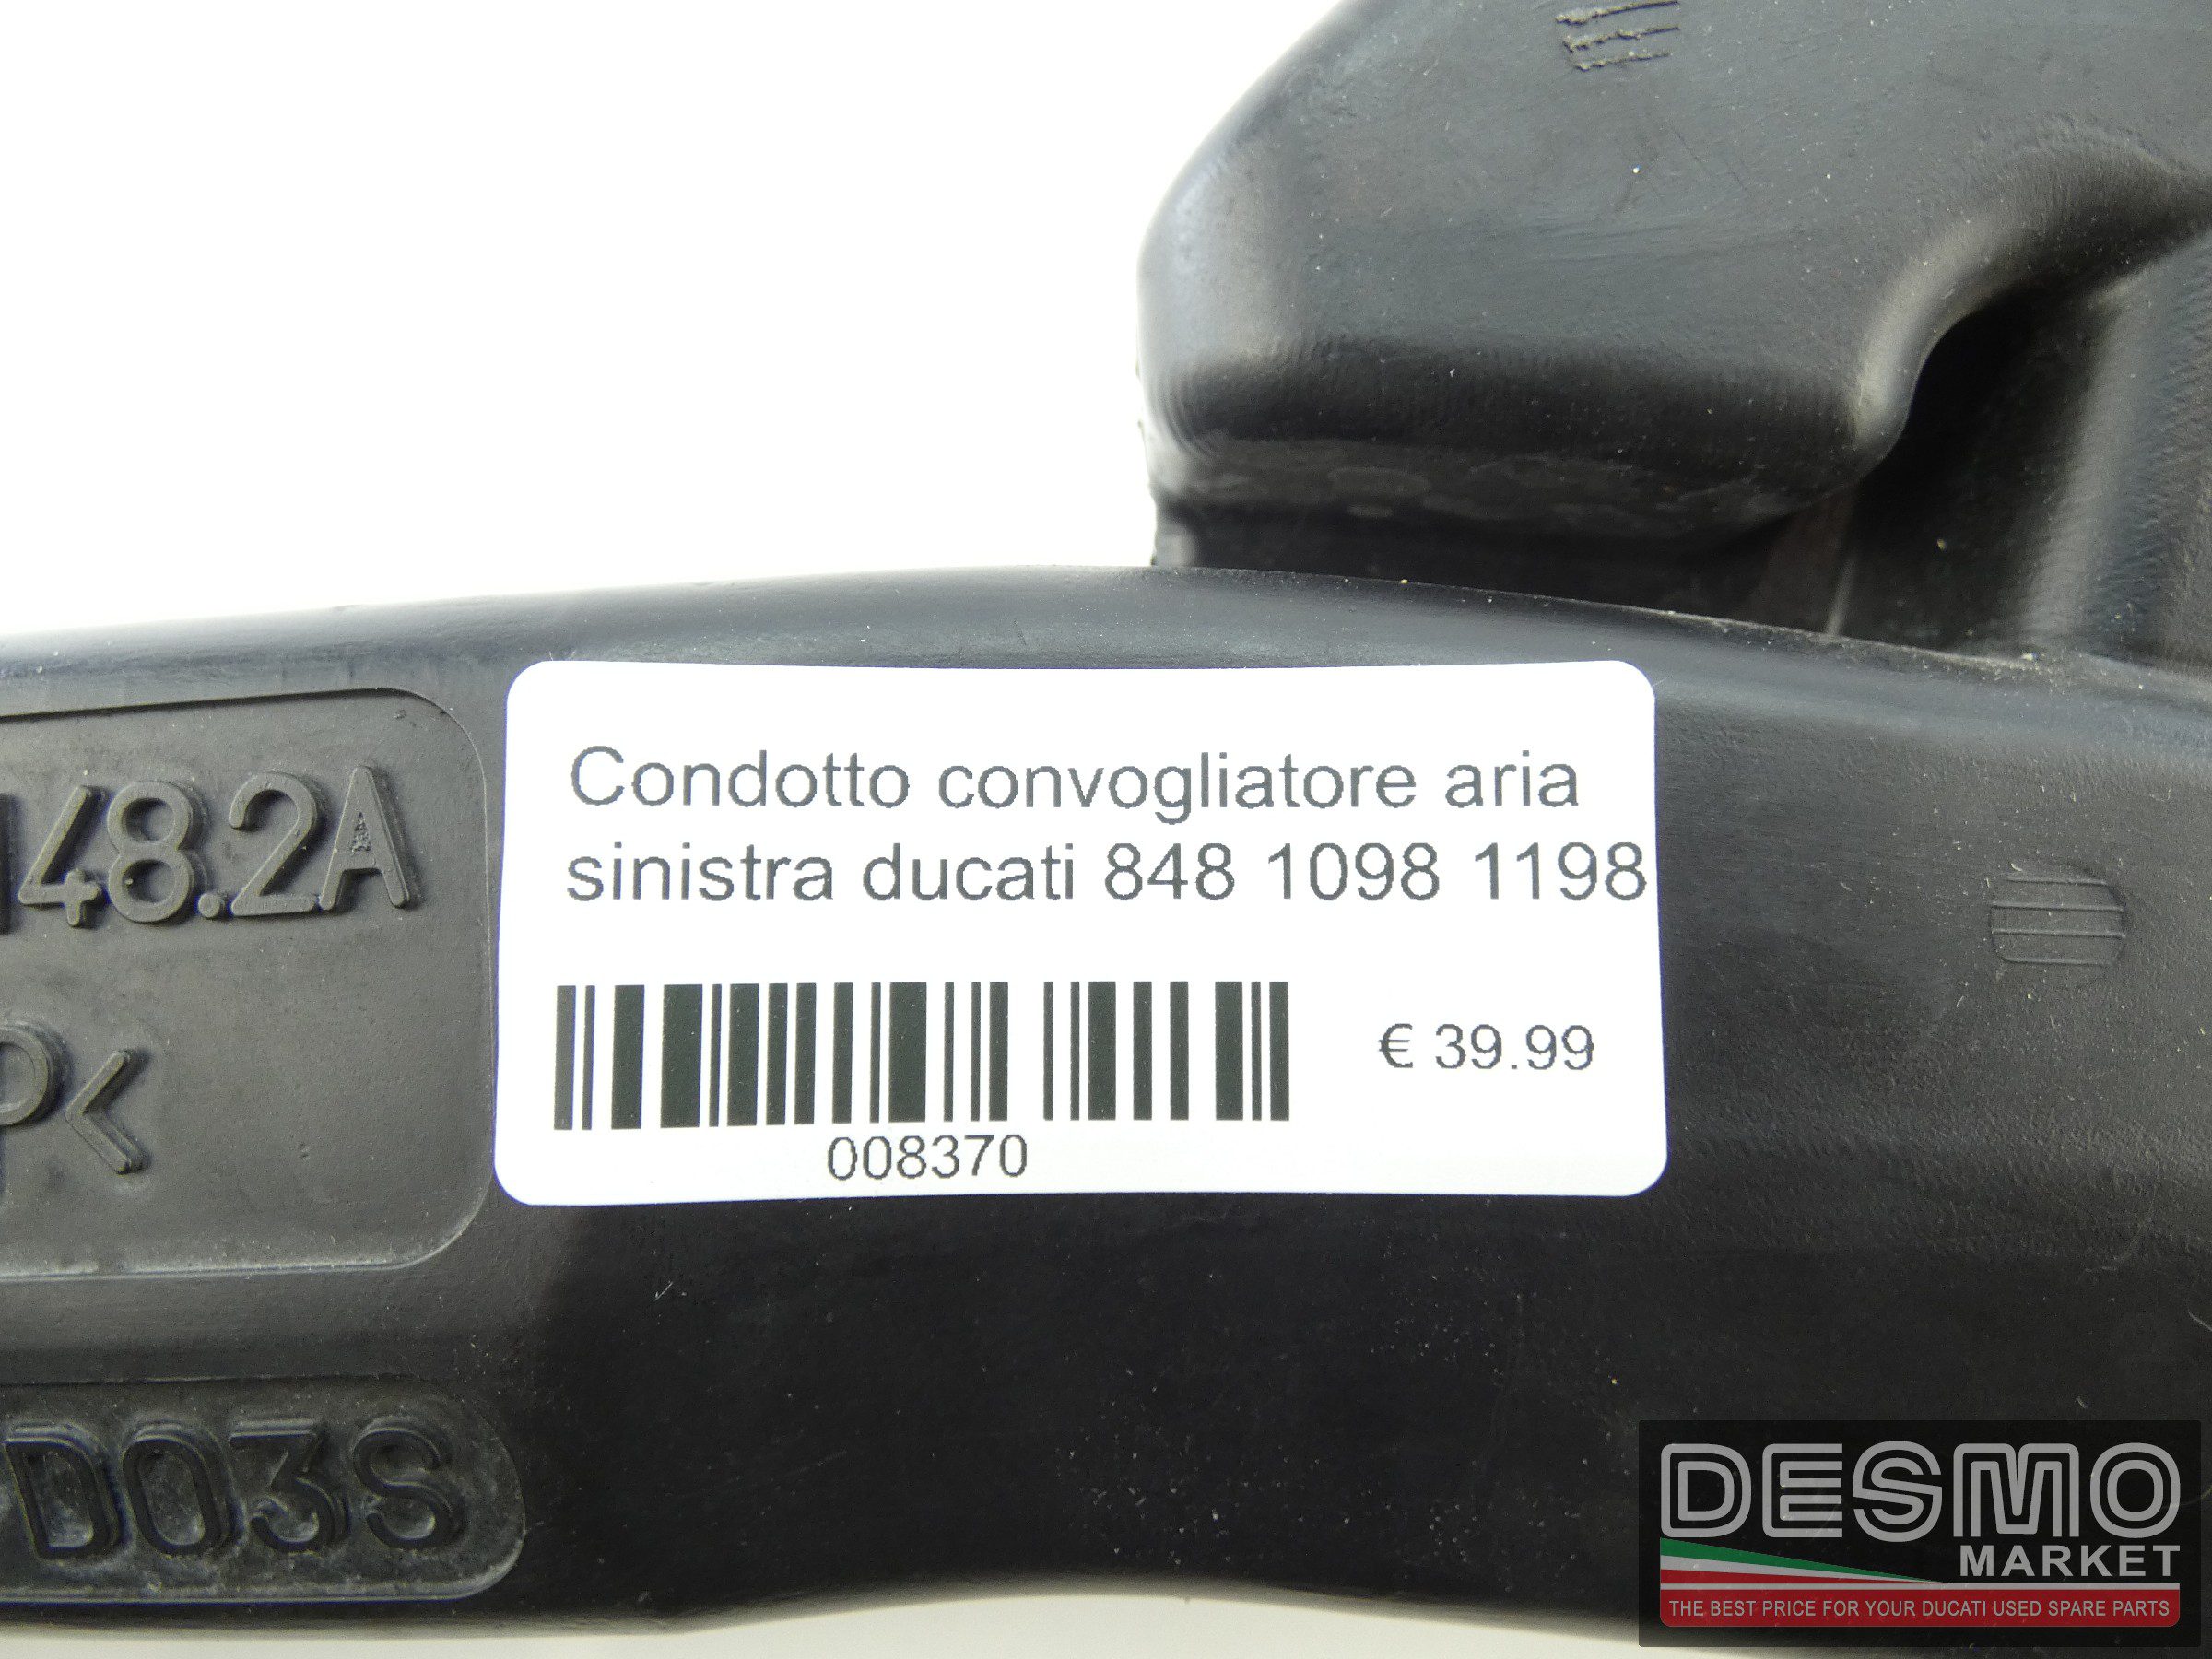 Condotto convogliatore aria
sinistra ducati 848 1098 1198
€ 39.99
008370
148.2A
P<
D03S
DESMO
MARKET
THE BEST PRICE FOR YOUR DUCATI USED SPARE PARTS